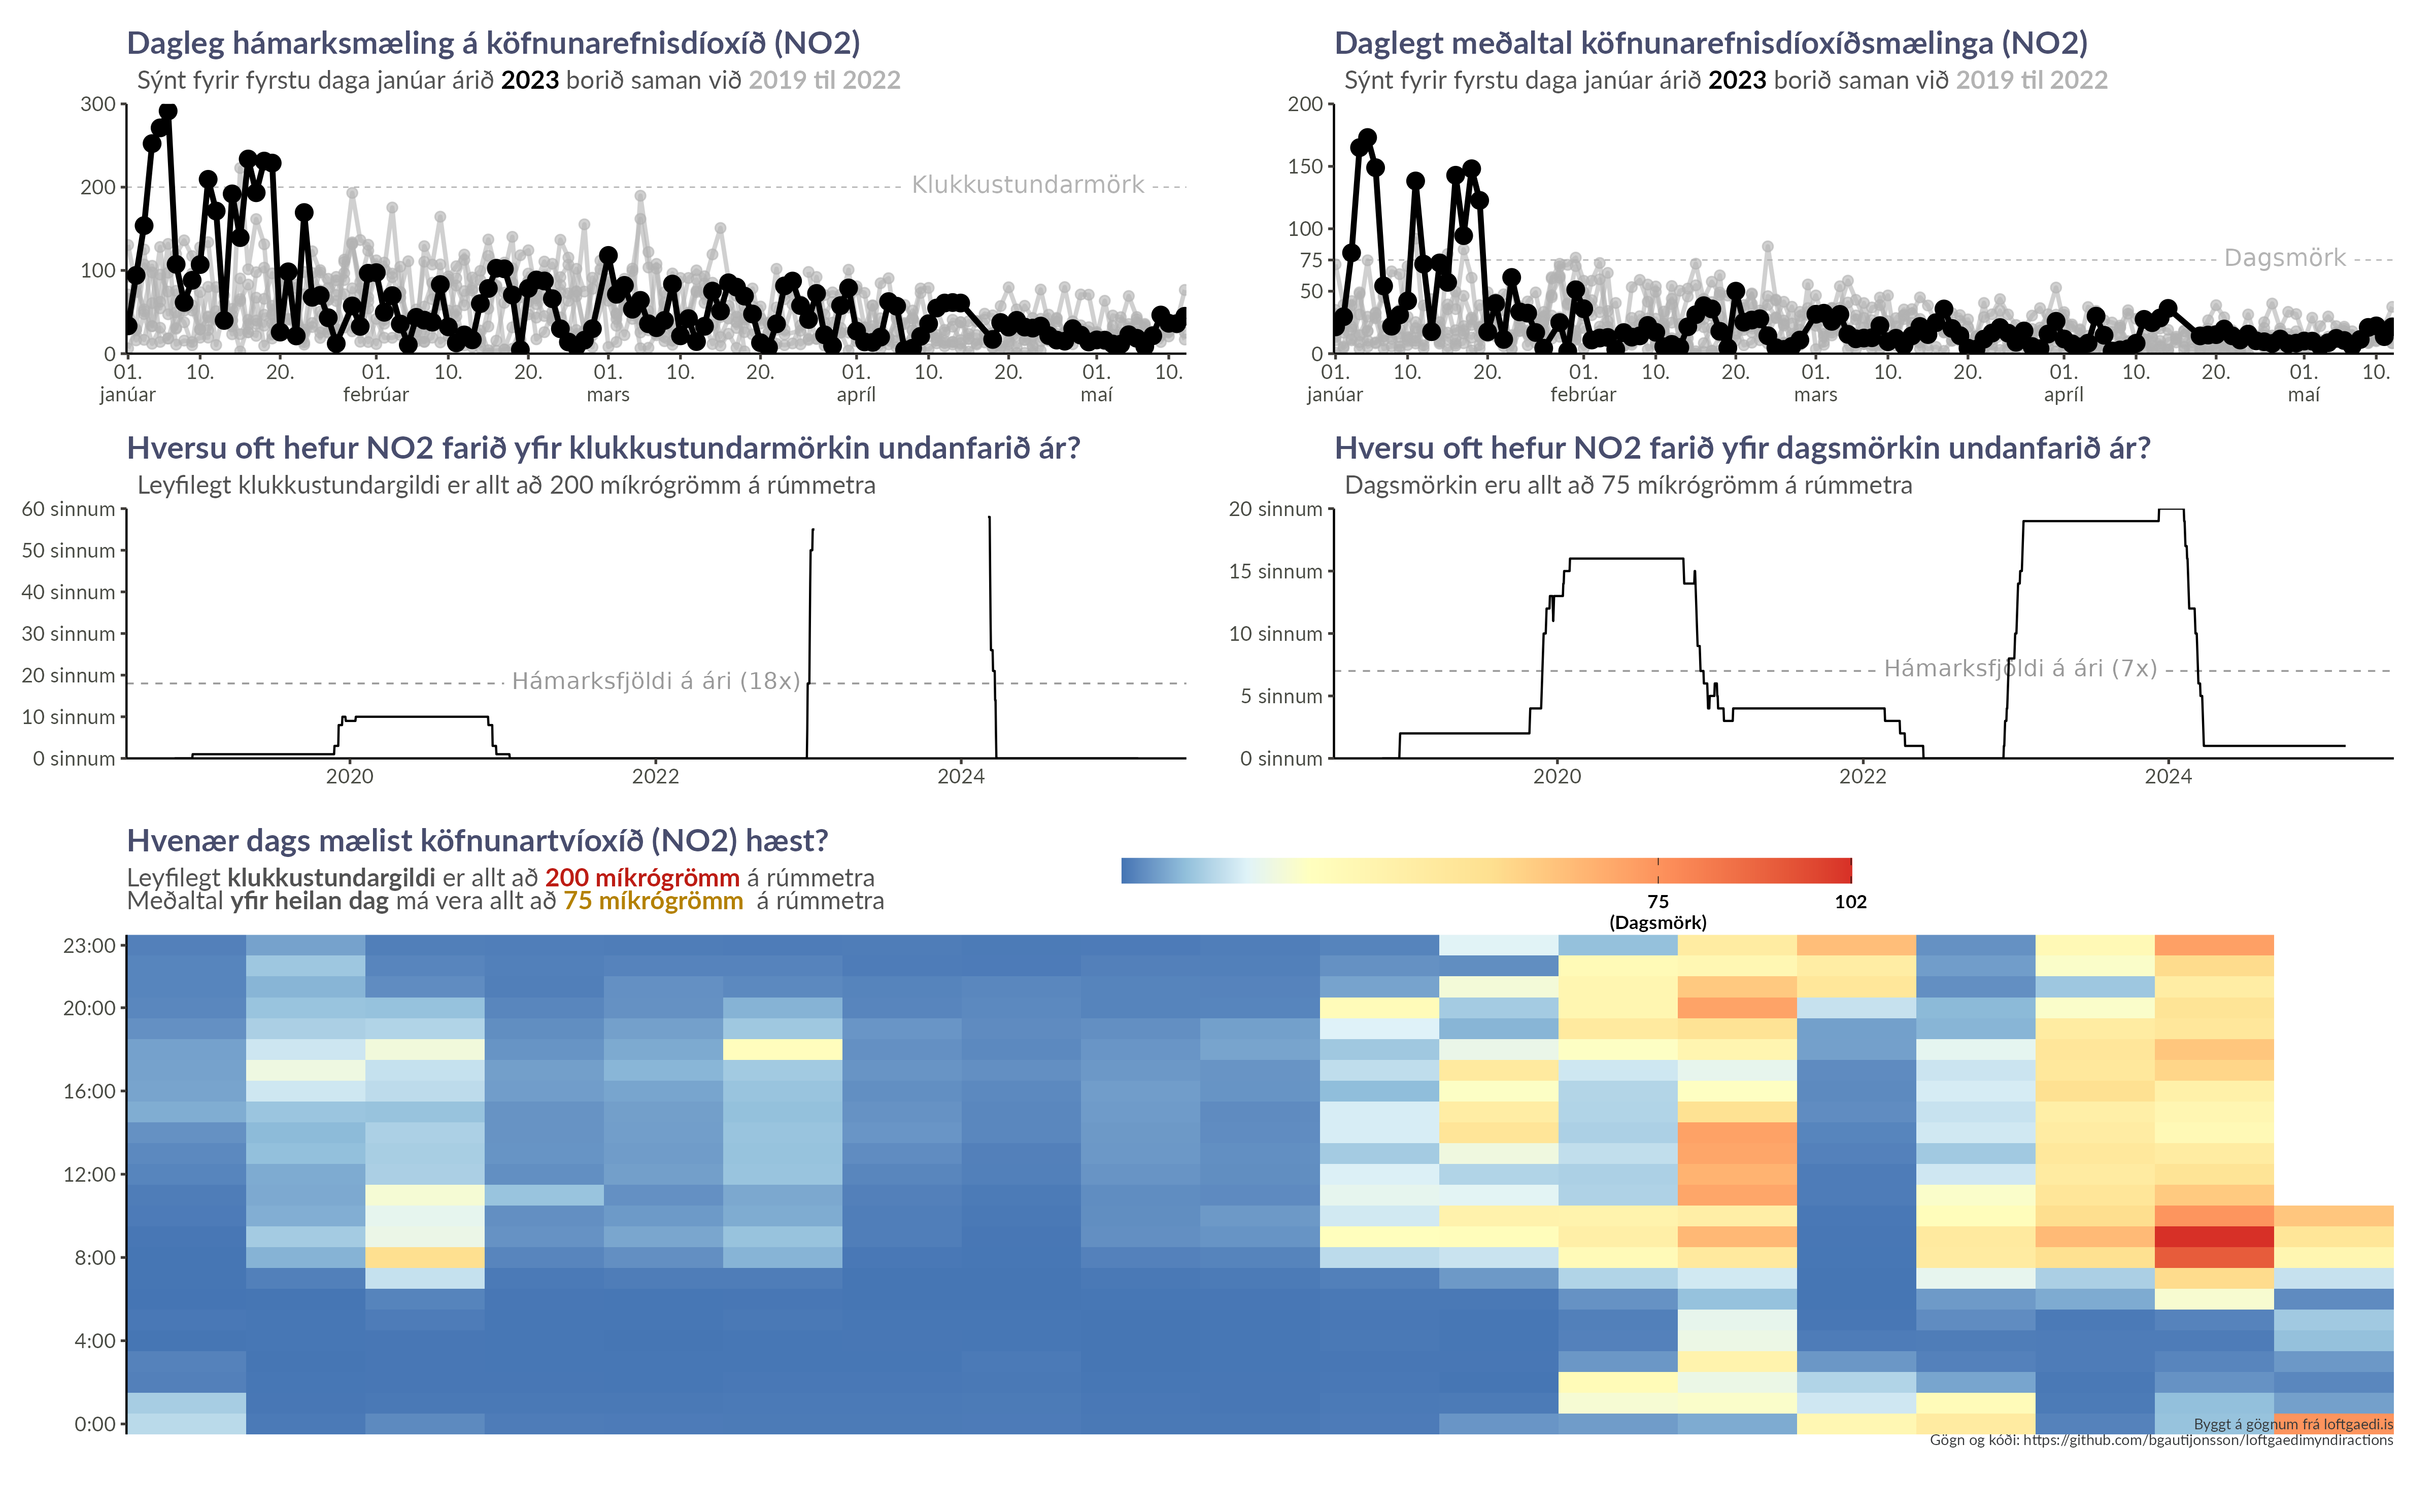 Dagleg hámarksmæling á köfnunarefnisdíoxíð (NO2)
Sýnt fyrir fyrstu daga janúar árið 2023 borið saman við 2019 til 2022
300
200
100
0
Klukkustundarmörk
01. 10. 20. 01. 10. 20. 01. 10. 20. 01. 10. 20. 01. 10.
janúar febrúar mars apríl maí
Daglegt meðaltal köfnunarefnisdíoxíðsmælinga (NO2)
Sýnt fyrir fyrstu daga janúar árið 2023 borið saman við 2019 til 2022
200
150
100
75
50
0
Dagsmörk
01. 10. 20. 01. 10. 20. 01. 10. 20. 01. 10. 20. 01. 10.
janúar febrúar mars apríl maí
Hversu oft hefur NO2 farið yfir klukkustundarmörkin undanfarið ár?
Leyfilegt klukkustundargildi er allt að 200 míkrógrömm á rúmmetra
60 sinnum
50 sinnum
40 sinnum
30 sinnum
20 sinnum
10 sinnum
0 sinnum
Hámarksfjöldi á ári (18x)
2020 2022 2024
Hversu oft hefur NO2 farið yfir dagsmörkin undanfarið ár?
Dagsmörkin eru allt að 75 míkrógrömm á rúmmetra
20 sinnum
15 sinnum
10 sinnum
5 sinnum
0 sinnum
Hámarksfjöldi á ári (7x)
2020 2022 2024
Hvenær dags mælist köfnunartvíoxíð (NO2) hæst?
Leyfilegt klukkustundargildi er allt að 200 míkrógrömm á rúmmetra
Meðaltal yfir heilan dag má vera allt að 75 míkrógrömm á rúmmetra
75 102
(Dagsmörk)
23:00
20:00
16:00
12:00
8:00
4:00
0:00
Byggt á gögnum frá loftgaedi.is
Gögn og kóði: https://github.com/bgautijonsson/loftgaedimyndiractions